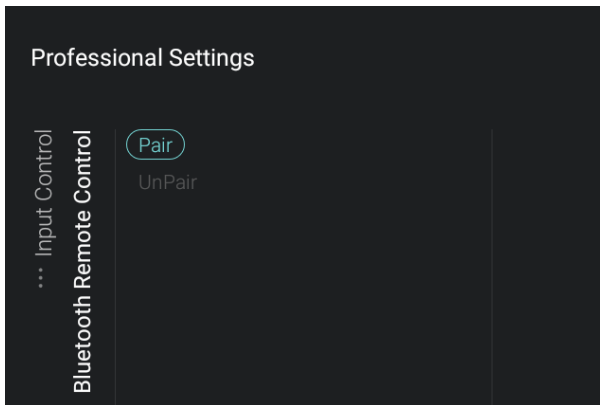 Professional Settings
... Input Control
Bluetooth Remote Control
Pair
UnPair